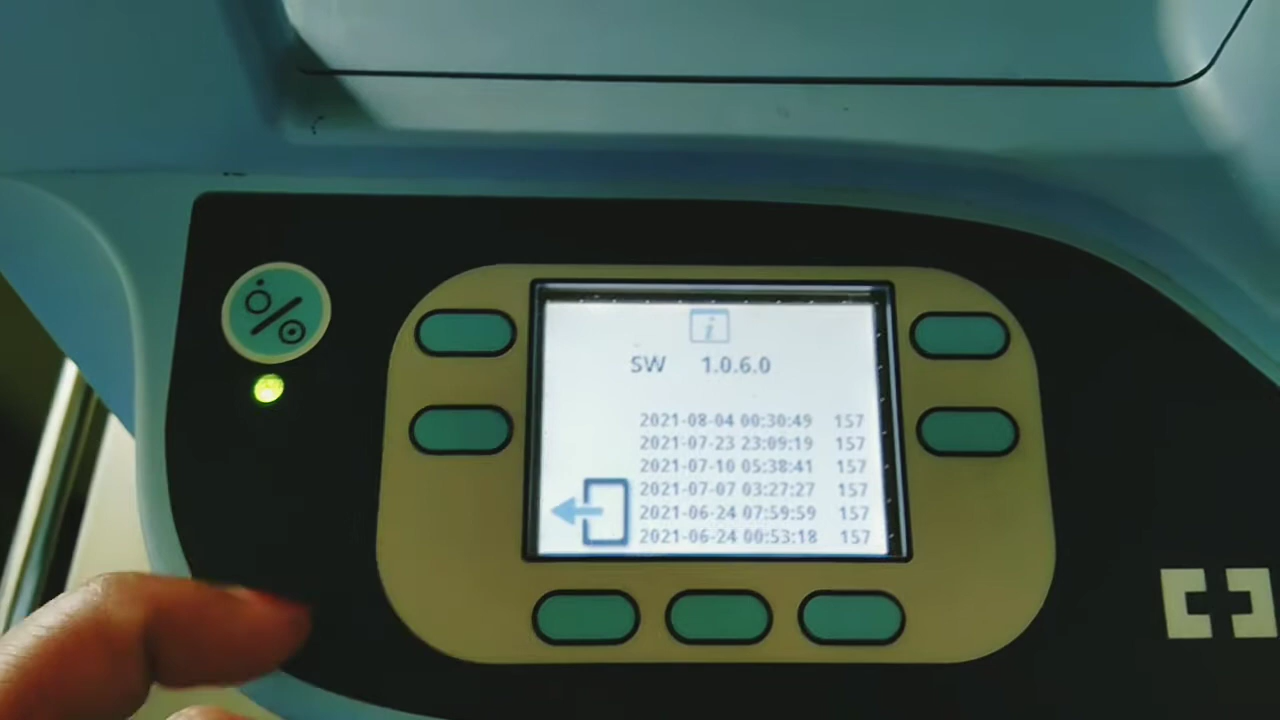 i
SW 1.0.6.0
2021-08-04 00:30:49 157
2021-07-23 23:09:19 157
2021-07-10 05:38:41 157
2021-07-07 03:27:27 157
2021-06-24 07:59:59 157
2021-06-24 00:53:18 157